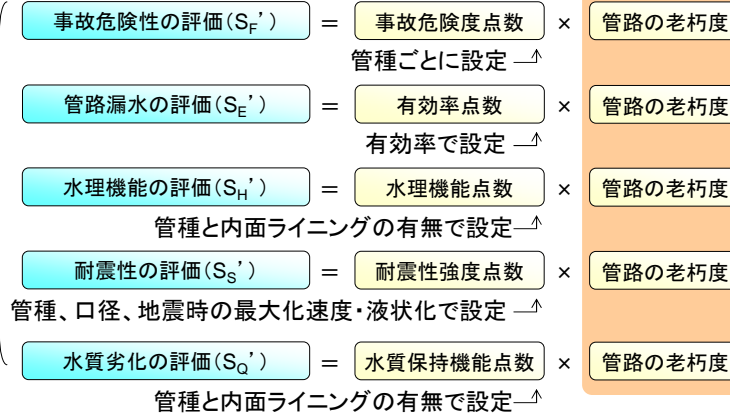 事故危険性の評価(SF’) = 事故危険度点数 × 管路の老朽度
管種ごとに設定
管路漏水の評価(SE’) = 有効率点数 × 管路の老朽度
有効率で設定
水理機能の評価(SH’) = 水理機能点数 × 管路の老朽度
管種と内面ライニングの有無で設定
耐震性の評価(SS’) = 耐震性強度点数 × 管路の老朽度
管種、口径、地震時の最大化速度・液状化で設定
水質劣化の評価(SQ’) = 水質保持機能点数 × 管路の老朽度
管種と内面ライニングの有無で設定